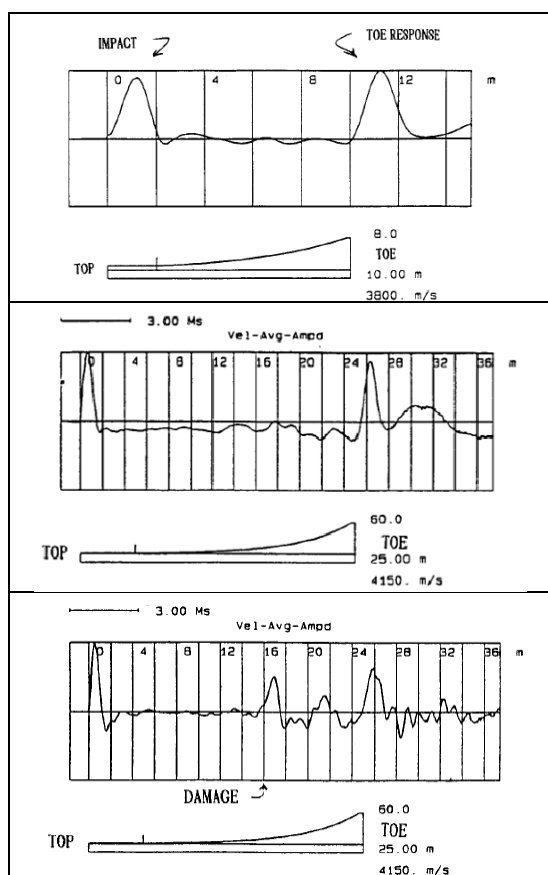 IMPACT TOE RESPONSE
0 4 8 12 m
8.0
TOP TOE
10.00 m
3800. m/s
3.00 Ms
Vel-Avg-Ampd
0 4 8 12 16 20 24 28 32 36 m
60.0
TOP TOE
25.00 m
4150. m/s
3.00 Ms
Vel-Avg-Ampd
0 4 8 12 16 20 24 28 32 36 m
DAMAGE
60.0
TOP TOE
25.00 m
4150. m/s